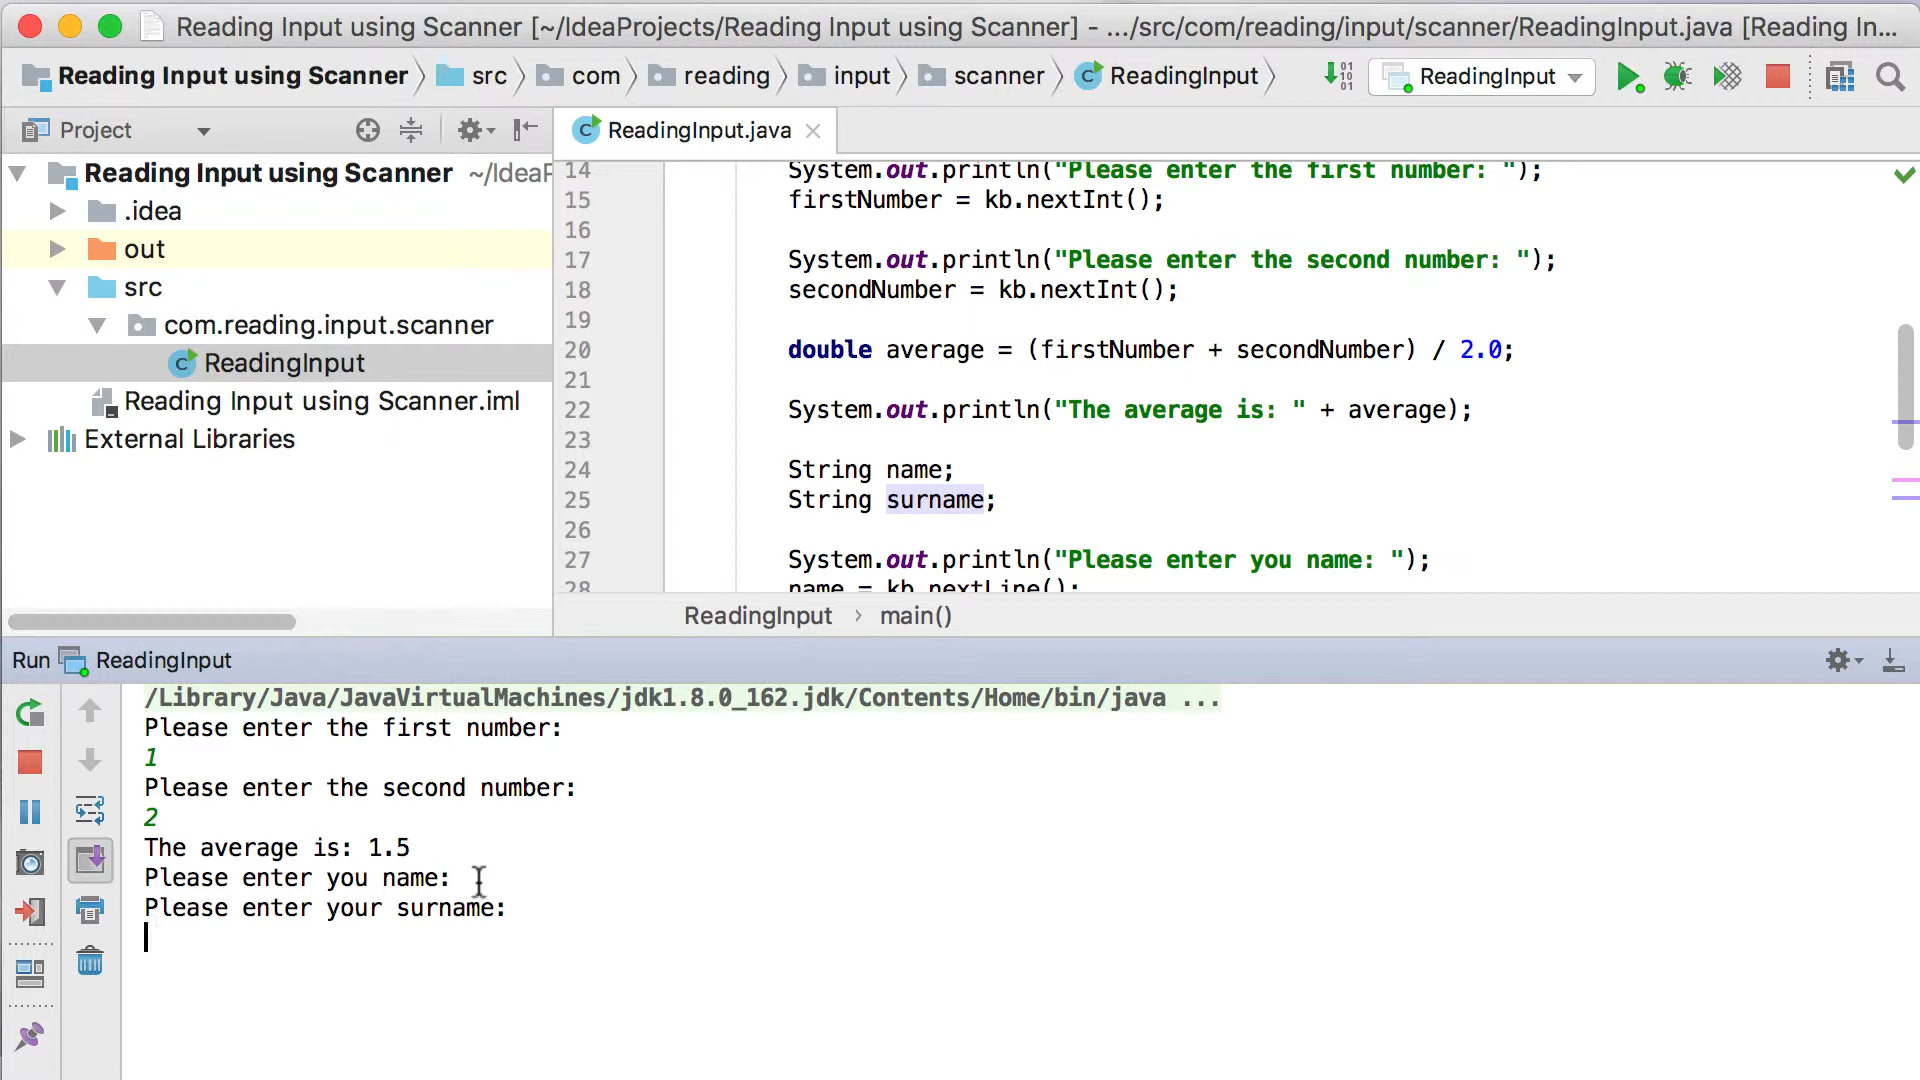 Reading Input using Scanner [~/IdeaProjects/Reading Input using Scanner] - .../src/com/reading/input/scanner/ReadingInput.java [Reading In...
Reading Input using Scanner src com reading input scanner ReadingInput
ReadingInput
Project
ReadingInput.java
Reading Input using Scanner ~/IdeaP
.idea
out
src
com.reading.input.scanner
ReadingInput
Reading Input using Scanner.iml
External Libraries
14 System.out.println("Please enter the first number: ");
15 firstNumber = kb.nextInt();
16
17 System.out.println("Please enter the second number: ");
18 secondNumber = kb.nextInt();
19
20 double average = (firstNumber + secondNumber) / 2.0;
21
22 System.out.println("The average is: " + average);
23
24 String name;
25 String surname;
26
27 System.out.println("Please enter you name: ");
28 name = kb.nextLine();
ReadingInput › main()
Run ReadingInput
/Library/Java/JavaVirtualMachines/jdk1.8.0_162.jdk/Contents/Home/bin/java ...
Please enter the first number:
1
Please enter the second number:
2
The average is: 1.5
Please enter you name:
Please enter your surname: